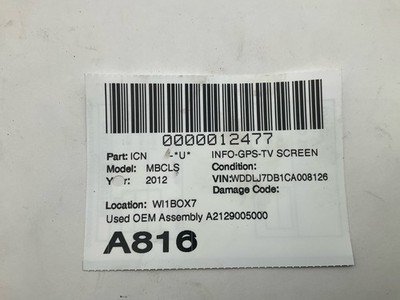 0000012477
Part: ICN -*U* INFO-GPS-TV SCREEN
Model: MBCLS Condition:
Year: 2012 VIN:WDDLJ7DB1CA008126
Damage Code:
Location: WI1BOX7
Used OEM Assembly A2129005000
A816